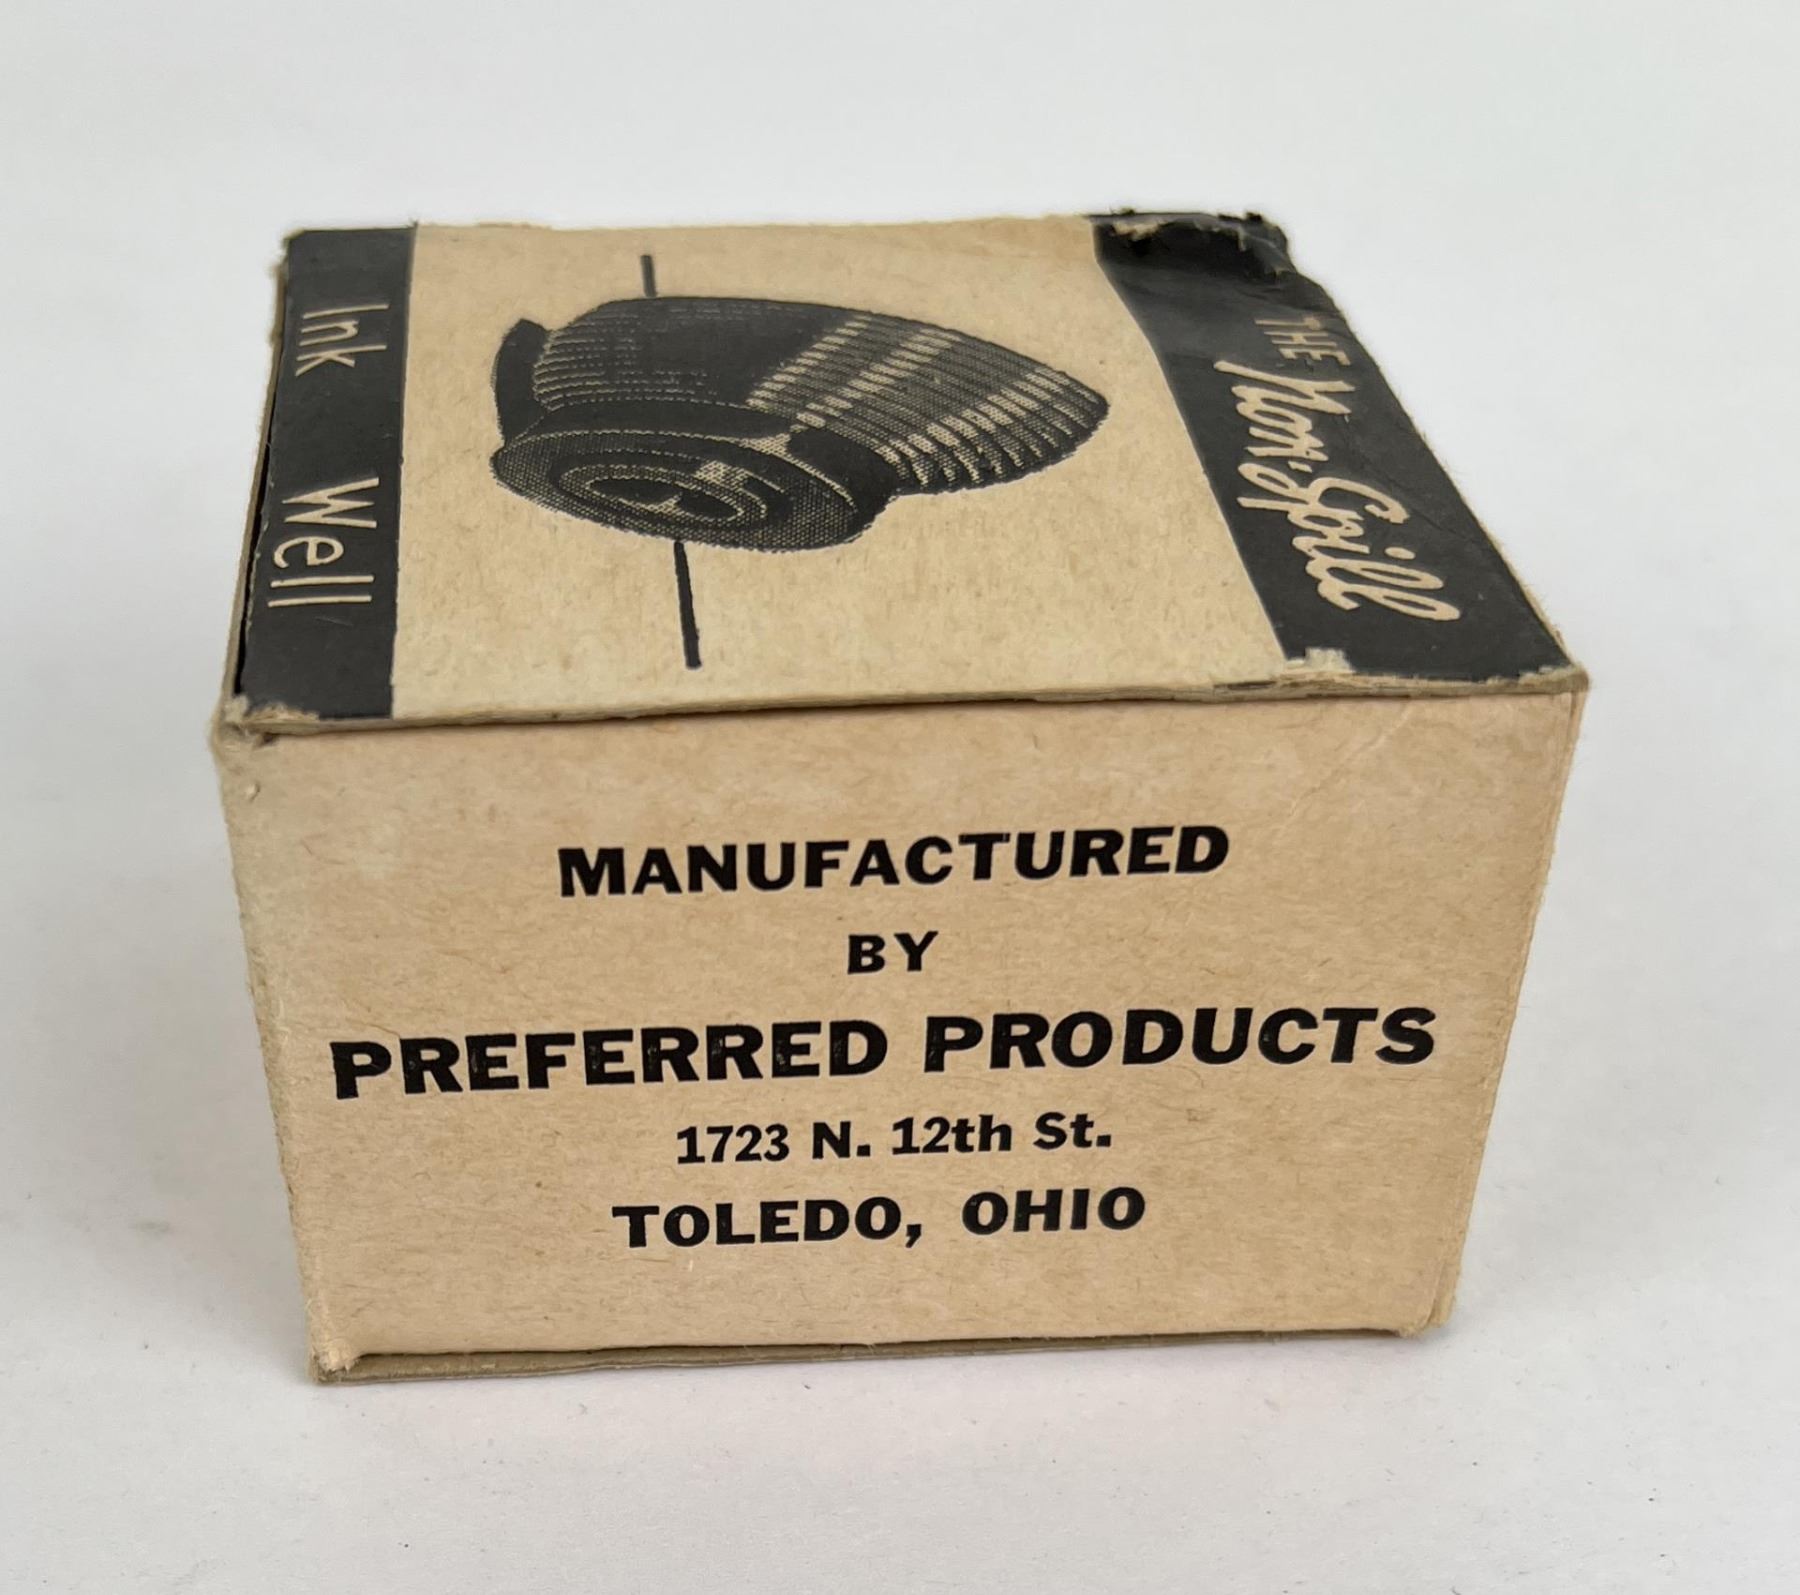 THE Non-Spill
Ink Well
MANUFACTURED
BY
PREFERRED PRODUCTS
1723 N. 12th St.
TOLEDO, OHIO